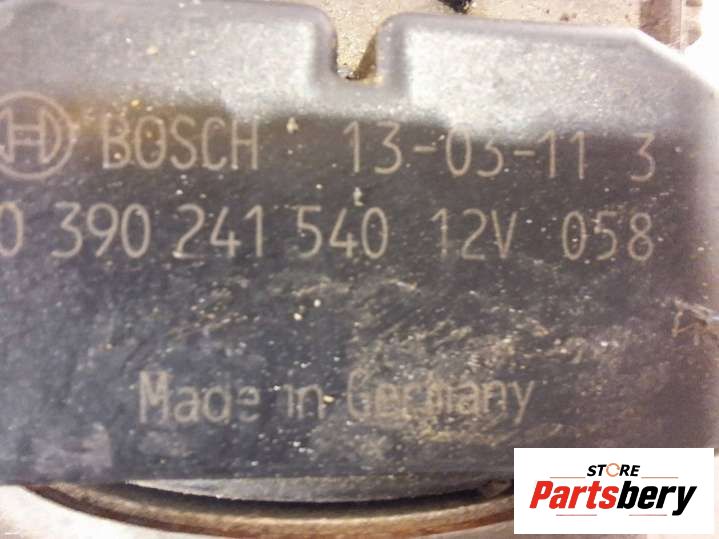 BOSCH 13-03-11 3
0 390 241 540 12V 058
Made in Germany
STORE
Partsbery